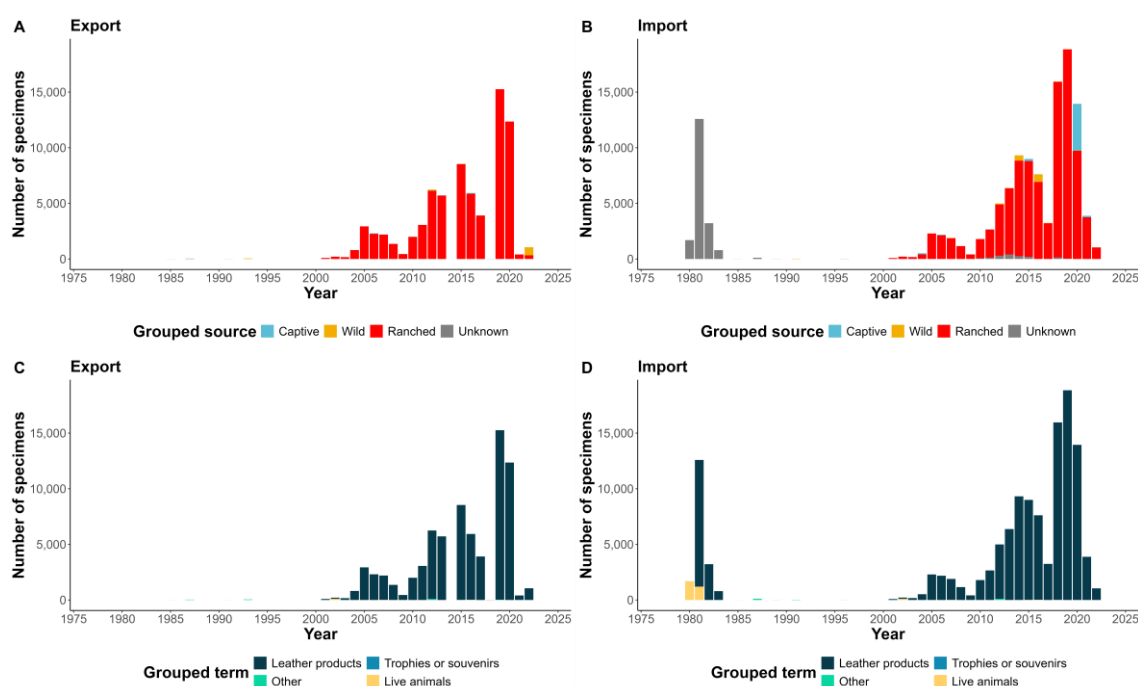 A Export
Number of specimens
15,000
10,000
5,000
0
1975 1980 1985 1990 1995 2000 2005 2010 2015 2020 2025
Year
Grouped source Captive Wild Ranched Unknown
B Import
Number of specimens
15,000
10,000
5,000
0
1975 1980 1985 1990 1995 2000 2005 2010 2015 2020 2025
Year
Grouped source Captive Wild Ranched Unknown
C Export
Number of specimens
15,000
10,000
5,000
0
1975 1980 1985 1990 1995 2000 2005 2010 2015 2020 2025
Year
Grouped term Leather products Trophies or souvenirs
Other Live animals
D Import
Number of specimens
15,000
10,000
5,000
0
1975 1980 1985 1990 1995 2000 2005 2010 2015 2020 2025
Year
Grouped term Leather products Trophies or souvenirs
Other Live animals